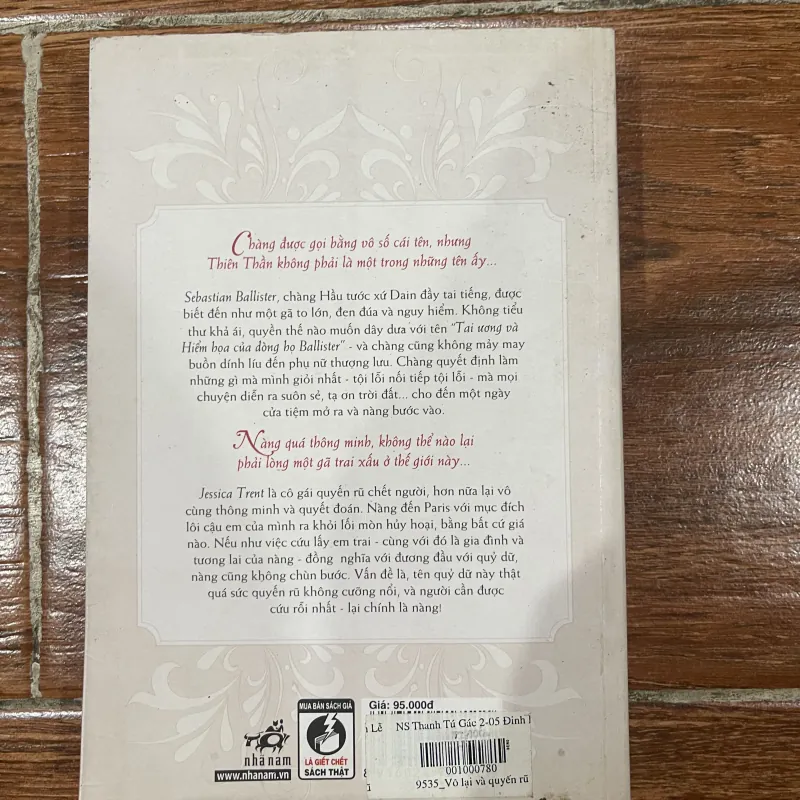 Chàng được gọi bằng vô số cái tên, nhưng
Thiên Thần không phải là một trong những tên ấy...
Sebastian Ballister, chàng Hầu tước xứ Dain đầy tai tiếng, được
biết đến như một gã to lớn, đen đúa và nguy hiểm. Không tiểu
thư khả ái, quyền thế nào muốn dây dưa với tên "Tai ương và
Hiểm họa của dòng họ Ballister" - và chàng cũng không mảy may
buồn dính líu đến phụ nữ thượng lưu. Chàng quyết định làm
những gì mà mình giỏi nhất - tội lỗi nối tiếp tội lỗi - mà mọi
chuyện diễn ra suôn sẻ, tạ ơn trời đất... cho đến một ngày
cửa tiệm mở ra và nàng bước vào.
Nàng quá thông minh, không thể nào lại
phải lòng một gã trai xấu ở thế giới này...
Jessica Trent là cô gái quyến rũ chết người, hơn nữa lại vô
cùng thông minh và quyết đoán. Nàng đến Paris với mục đích
lôi cậu em của mình ra khỏi lối mòn hủy hoại, bằng bất cứ giá
nào. Nếu như việc cứu lấy em trai - cùng với đó là gia đình và
tương lai của nàng - đồng nghĩa với đương đầu với quỷ dữ,
nàng cũng không chùn bước. Vấn đề là, tên quỷ dữ này thật
quá sức quyến rũ không cưỡng nổi, và người cần được
cứu rỗi nhất - lại chính là nàng!
nhã nam
www.nhanam.vn
MUA BÁN SÁCH GIẢ
LÀ GIẾT CHẾT
SÁCH THẬT
Giá: 95.000đ
Lễ NS Thanh Tú Gác 2-05 Đinh
001000780
9535_Vô lại và quyến rũ